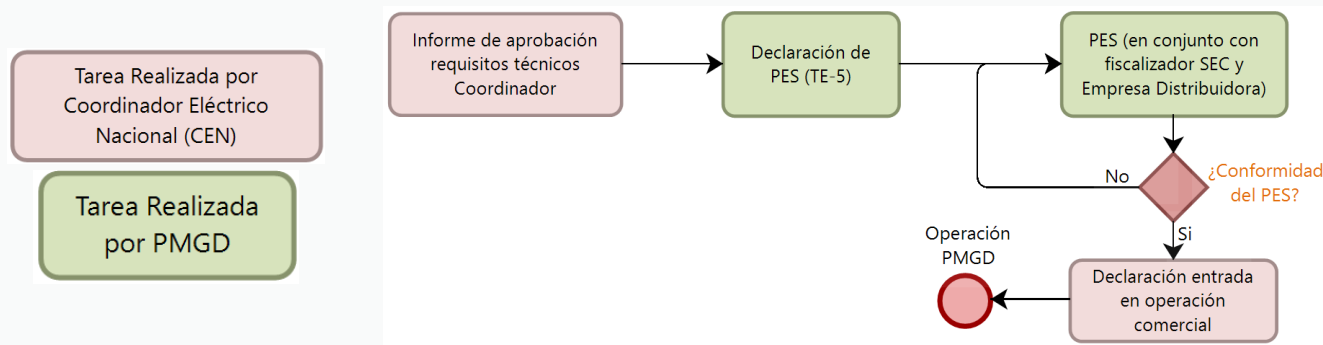 Tarea Realizada por
Coordinador Eléctrico
Nacional (CEN)
Tarea Realizada
por PMGD
Informe de aprobación
requisitos técnicos
Coordinador
Declaración de
PES (TE-5)
PES (en conjunto con
fiscalizador SEC y
Empresa Distribuidora)
No
¿Conformidad
del PES?
Si
Declaración entrada
en operación
comercial
Operación
PMGD